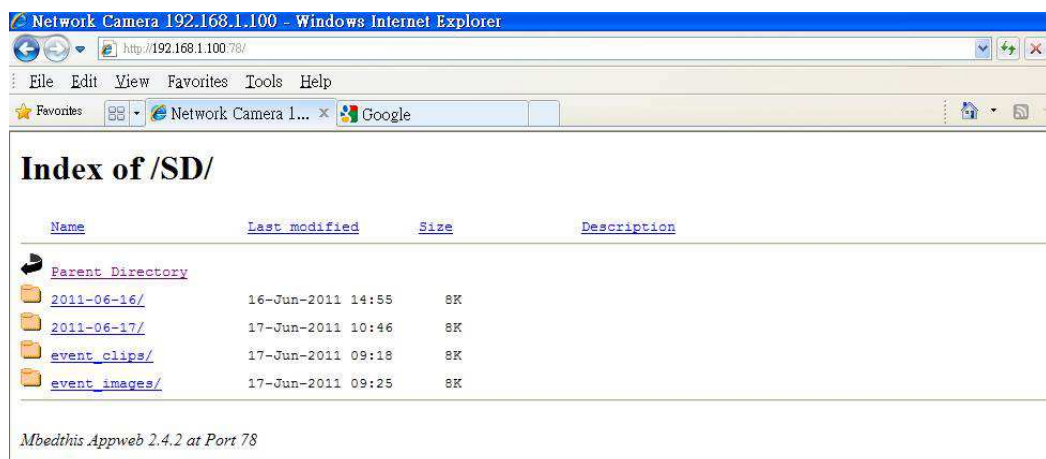 Network Camera 192.168.1.100 - Windows Internet Explorer
http://192.168.1.100:78/
File Edit View Favorites Tools Help
Favorites Network Camera 1... Google
Index of /SD/
Name Last modified Size Description
Parent Directory
2011-06-16/ 16-Jun-2011 14:55 8K
2011-06-17/ 17-Jun-2011 10:46 8K
event_clips/ 17-Jun-2011 09:18 8K
event_images/ 17-Jun-2011 09:25 8K
Mbedthis Appweb 2.4.2 at Port 78